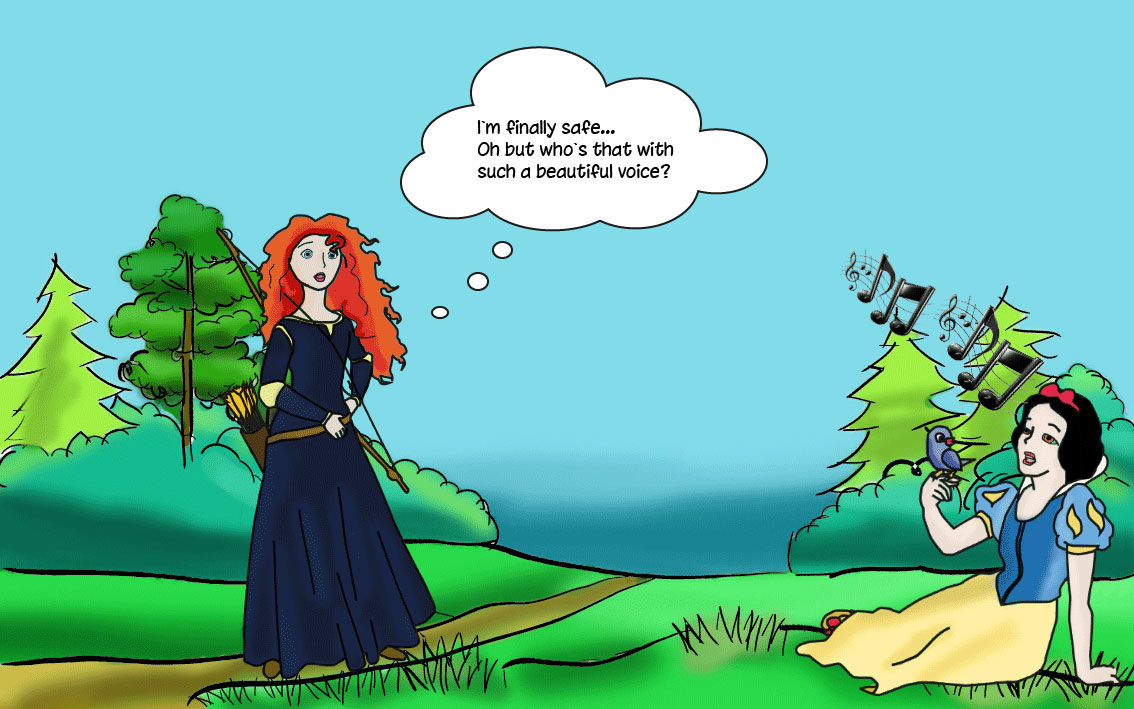 I`m finally safe...
Oh but who`s that with
such a beautiful voice?